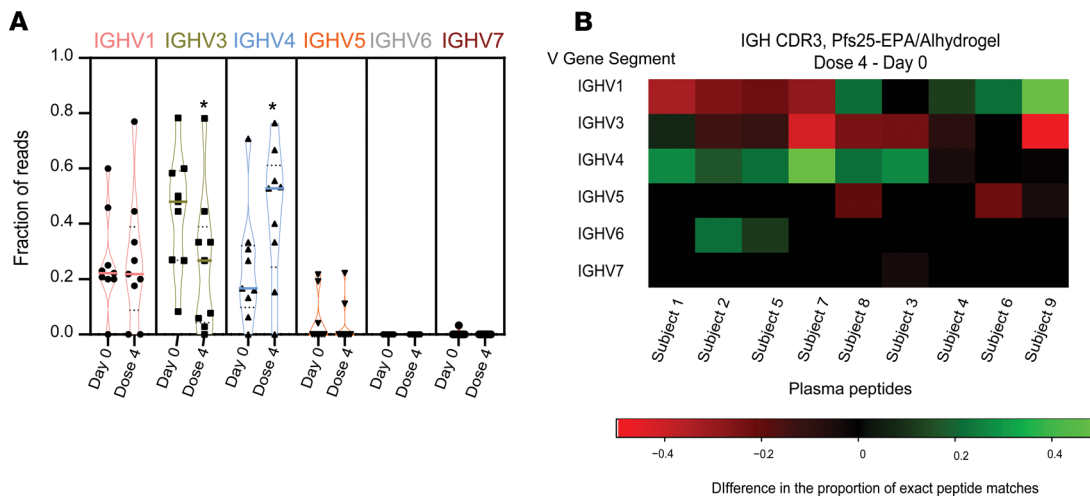 A
IGHV1 IGHV3 IGHV4 IGHV5 IGHV6 IGHV7
Fraction of reads
1.0
0.8
0.6
0.4
0.2
0.0
* *
Day 0 Dose 4 Day 0 Dose 4 Day 0 Dose 4 Day 0 Dose 4 Day 0 Dose 4 Day 0 Dose 4
B
IGH CDR3, Pfs25-EPA/Alhydrogel
Dose 4 - Day 0
V Gene Segment
IGHV1
IGHV3
IGHV4
IGHV5
IGHV6
IGHV7
Subject 1 Subject 2 Subject 5 Subject 7 Subject 8 Subject 3 Subject 4 Subject 6 Subject 9
Plasma peptides
−0.4 −0.2 0 0.2 0.4
DIfference in the proportion of exact peptide matches